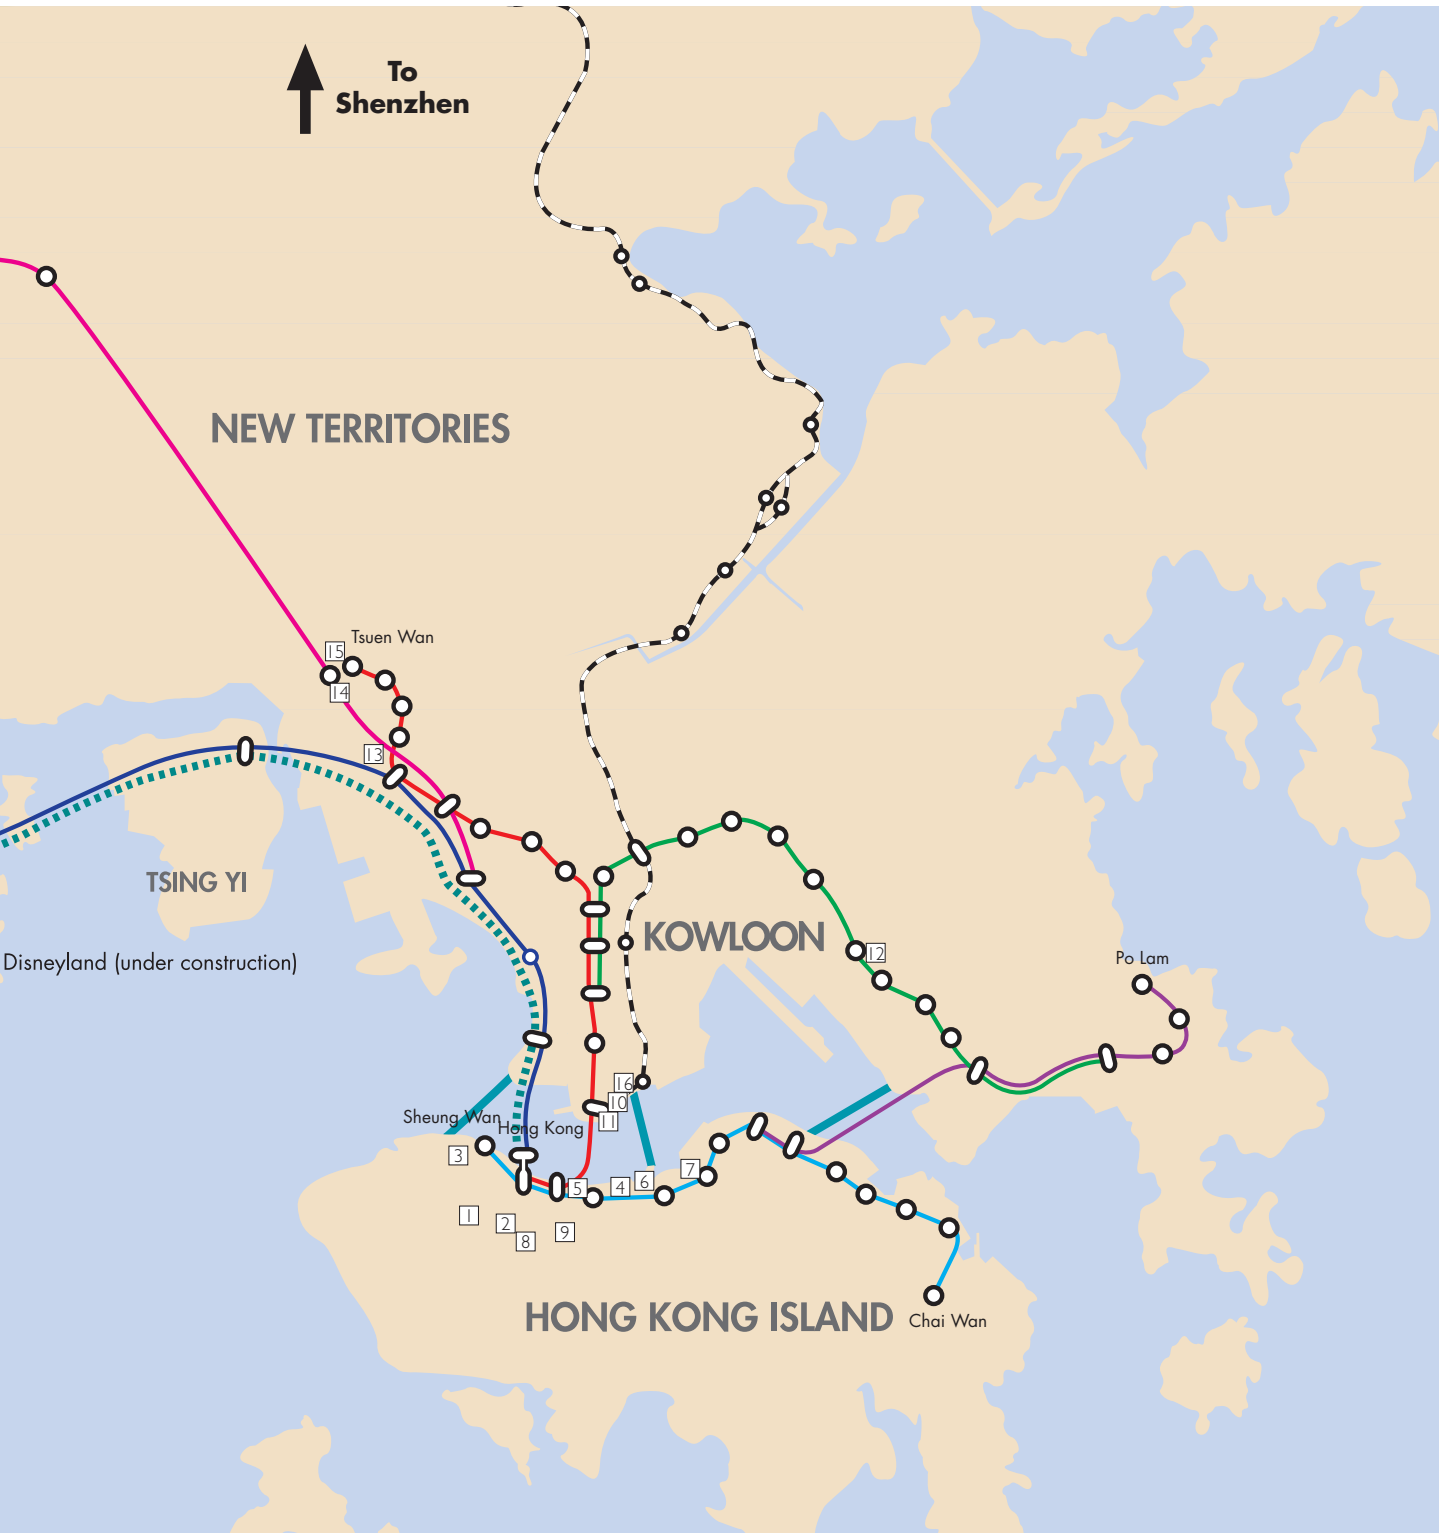 To
Shenzhen
NEW TERRITORIES
15
Tsuen Wan
14
13
TSING YI
KOWLOON
12
Po Lam
Disneyland (under construction)
16
10
11
Sheung Wan
Hong Kong
3
7
6
4
5
1
2
9
8
HONG KONG ISLAND
Chai Wan